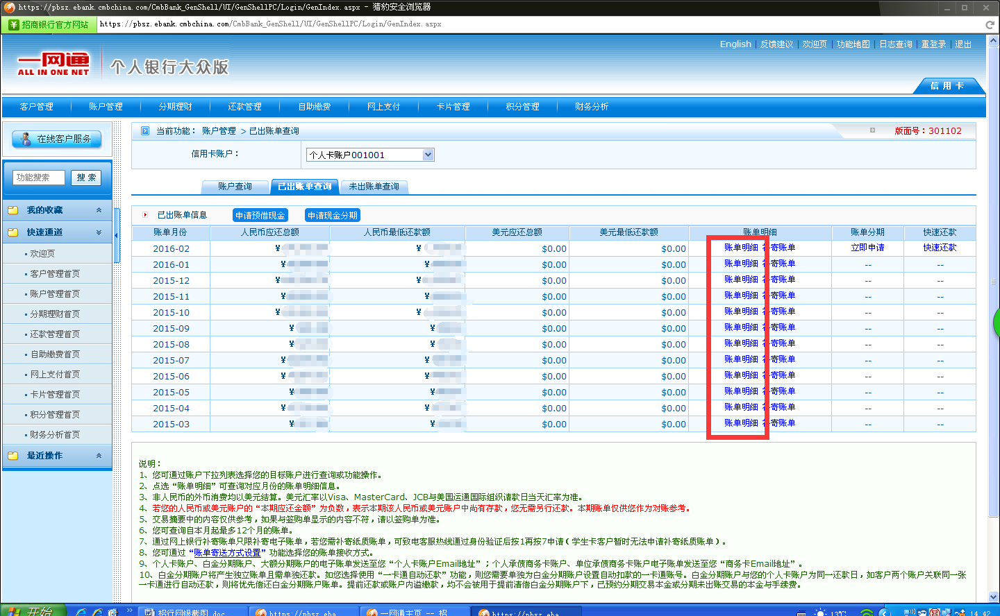 https://pbsz.ebank.cmbchina.com/CmbBank_GenShell/UI/GenShellPC/Login/GenIndex.aspx - 猎豹安全浏览器
招商银行官方网站 https://pbsz.ebank.cmbchina.com/CmbBank_GenShell/UI/GenShellPC/Login/GenIndex.aspx
English | 反馈建议 | 欢迎页 | 功能地图 | 日志查询 | 重登录 | 退出
一网通
ALL IN ONE NET
个人银行大众版
信用卡
客户管理 账户管理 分期理财 还款管理 自助缴费 网上支付 卡片管理 积分管理 财务分析
在线客户服务
功能搜索 搜 索
我的收藏
快速通道
欢迎页
客户管理首页
账户管理首页
分期理财首页
还款管理首页
自助缴费首页
网上支付首页
卡片管理首页
积分管理首页
财务分析首页
最近操作
当前功能： 账户管理 > 已出账单查询 版面号：301102
信用卡账户： 个人卡账户001001
账户查询 已出账单查询 未出账单查询
已出账单信息 申请预借现金 申请现金分期
账单月份 人民币应还总额 人民币最低还款额 美元应还总额 美元最低还款额 账单明细 账单分期 快速还款
2016-02 ¥ ¥ $0.00 $0.00 账单明细 补寄账单 立即申请 快速还款
2016-01 ¥ ¥ $0.00 $0.00 账单明细 补寄账单 -- --
2015-12 ¥ ¥ $0.00 $0.00 账单明细 补寄账单 -- --
2015-11 ¥ ¥ $0.00 $0.00 账单明细 补寄账单 -- --
2015-10 ¥ ¥ $0.00 $0.00 账单明细 补寄账单 -- --
2015-09 ¥ ¥ $0.00 $0.00 账单明细 补寄账单 -- --
2015-08 ¥ ¥ $0.00 $0.00 账单明细 补寄账单 -- --
2015-07 ¥ ¥ $0.00 $0.00 账单明细 补寄账单 -- --
2015-06 ¥ ¥ $0.00 $0.00 账单明细 补寄账单 -- --
2015-05 ¥ ¥ $0.00 $0.00 账单明细 补寄账单 -- --
2015-04 ¥ ¥ $0.00 $0.00 账单明细 补寄账单 -- --
2015-03 ¥ ¥ $0.00 $0.00 账单明细 补寄账单 -- --
说明：
1、您可通过账户下拉列表选择您的目标账户进行查询或功能操作。
2、点选“账单明细”可查询对应月份的账单明细信息。
3、非人民币的外币消费均以美元结算。美元汇率以Visa、MasterCard、JCB与美国运通国际组织请款日当天汇率为准。
4、若您的人民币或美元账户的“本期应还金额”为负数，表示本期该人民币或美元账户中尚有存款，您无需另行还款。本期账单仅供您作为对账参考。
5、交易摘要中的内容仅供参考，如果与签购单显示的内容不符，请以签购单为准。
6、您可查询自本月起最多12个月的账单。
7、通过网上银行补寄账单只限补寄电子账单，若您需补寄纸质账单，可致电客服热线通过身份验证后按1再按7申请（学生卡客户暂时无法申请补寄纸质账单）。
8、您可通过“账单寄送方式设置”功能选择您的账单接收方式。
9、个人卡账户、白金分期账户、大额分期账户的电子账单发送至您“个人卡账户Email地址”；个人承债商务卡账户、单位承债商务卡账户电子账单发送至您“商务卡Email地址”。
10、白金分期账户将产生独立账单且需单独还款。如您选择使用“一卡通自动还款”功能，则您需要单独为白金分期账户设置自动扣款的一卡通账号。白金分期账户与您的个人卡账户为同一还款日，如客户两个账户关联同一张
一卡通进行自动还款，则将优先偿还白金分期账户账单。提前还款或账户内溢缴款，均不会被用于提前清偿白金分期账户下，已预约分期交易本金或分期未出账交易的本金与手续费。
开始 招行网银截图.doc https://pbsz.eba 一网通主页 -- 招 https://pbsz.eba 13℃ 14:42